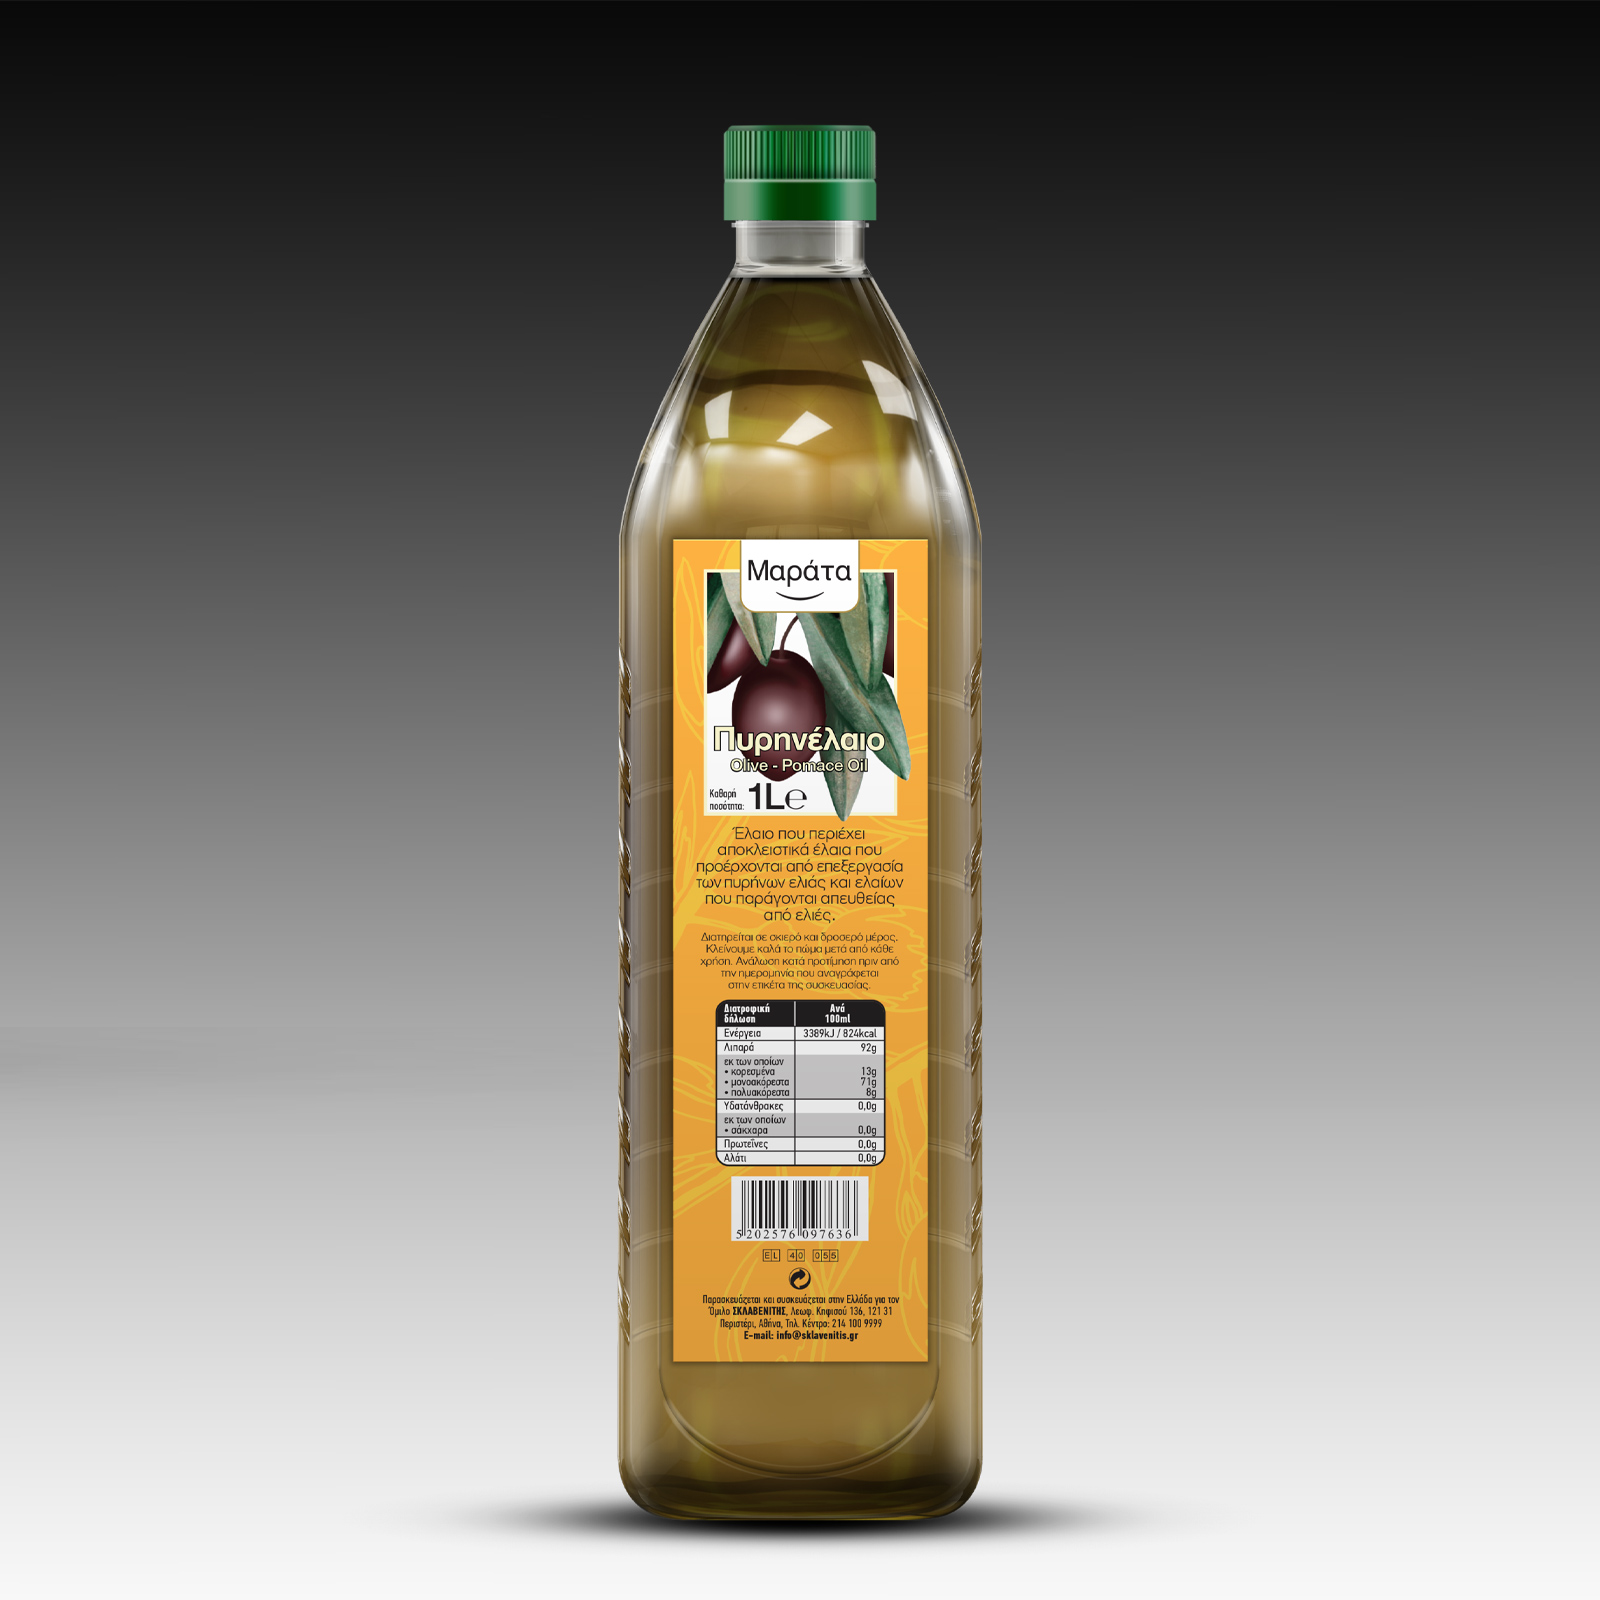 Μαράτα
Πυρηνέλαιο
Olive - Pomace Oil
Καθαρή
ποσότητα: 1L℮
Έλαιο που περιέχει
αποκλειστικά έλαια που
προέρχονται από επεξεργασία
των πυρήνων ελιάς και ελαίων
που παράγονται απευθείας
από ελιές.
Διατηρείται σε σκιερό και δροσερό μέρος.
Κλείνουμε καλά το πώμα μετά από κάθε
χρήση. Ανάλωση κατά προτίμηση πριν από
την ημερομηνία που αναγράφεται
στην ετικέτα της συσκευασίας.
Διατροφική Ανά
δήλωση 100ml
Ενέργεια 3389kJ / 824kcal
Λιπαρά 92g
εκ των οποίων
• κορεσμένα 13g
• μονοακόρεστα 71g
• πολυακόρεστα 8g
Υδατάνθρακες 0,0g
εκ των οποίων
• σάκχαρα 0,0g
Πρωτεΐνες 0,0g
Αλάτι 0,0g
5 202576 097636
EL 40 055
Παρασκευάζεται και συσκευάζεται στην Ελλάδα για τον
Όμιλο ΣΚΛΑΒΕΝΙΤΗΣ, Λεωφ. Κηφισού 136, 121 31
Περιστέρι, Αθήνα, Τηλ. Κέντρο: 214 100 9999
E-mail: info@sklavenitis.gr